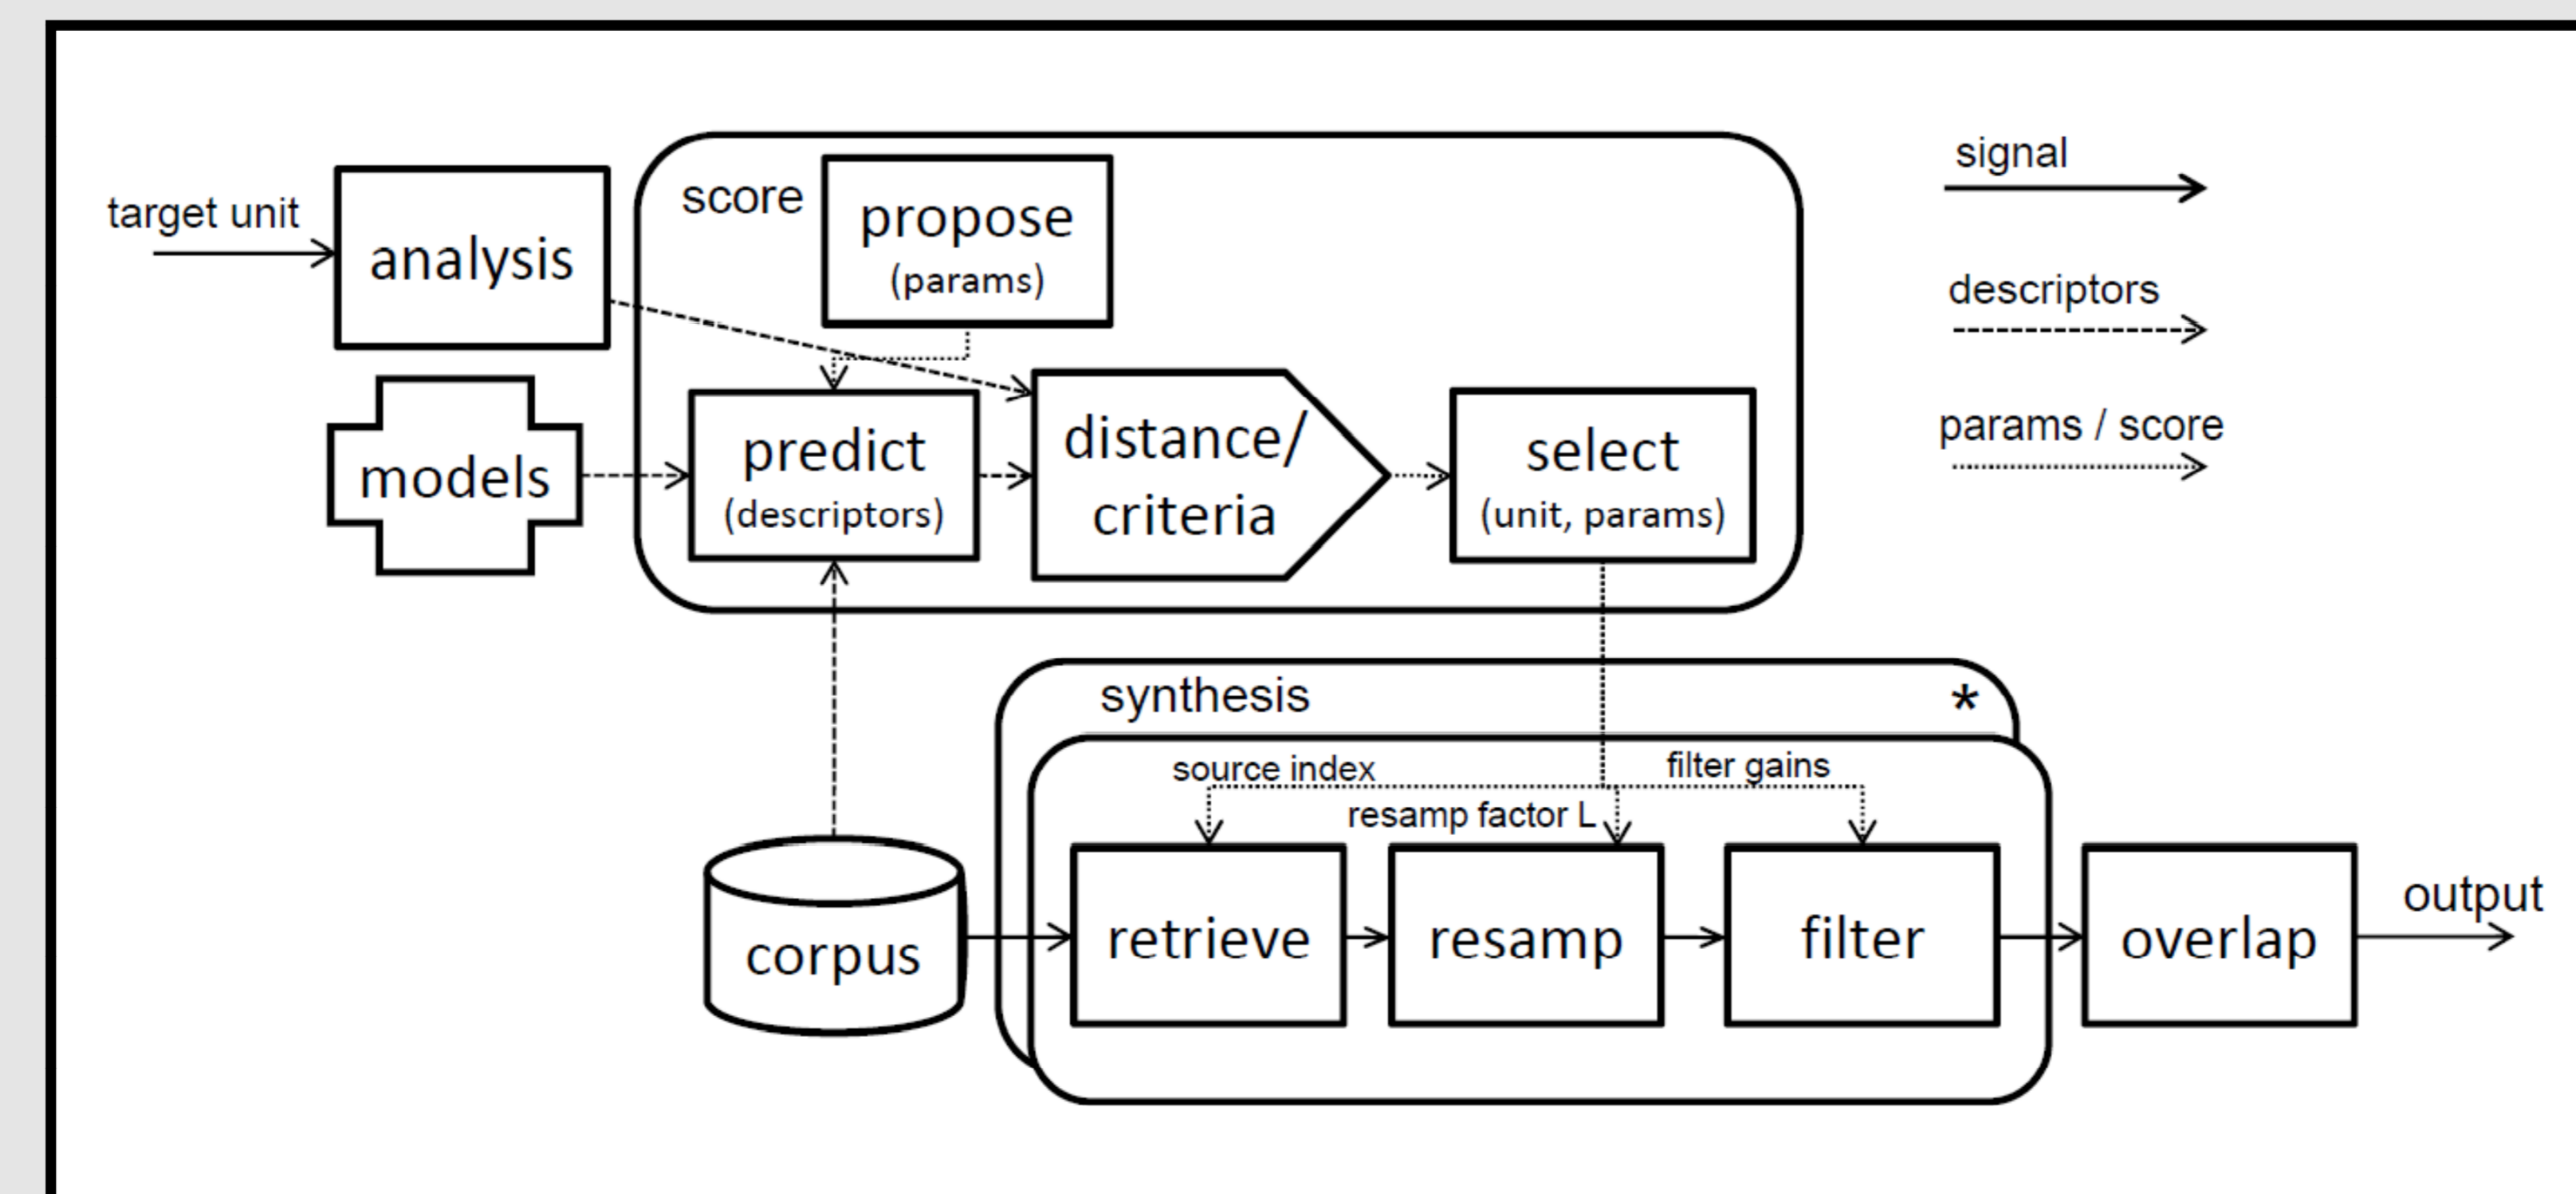 target unit
analysis
models
score
propose
(params)
predict
(descriptors)
distance/
criteria
select
(unit, params)
signal
descriptors
params / score
synthesis
*
source index
filter gains
resamp factor L
corpus
retrieve
resamp
filter
overlap
output